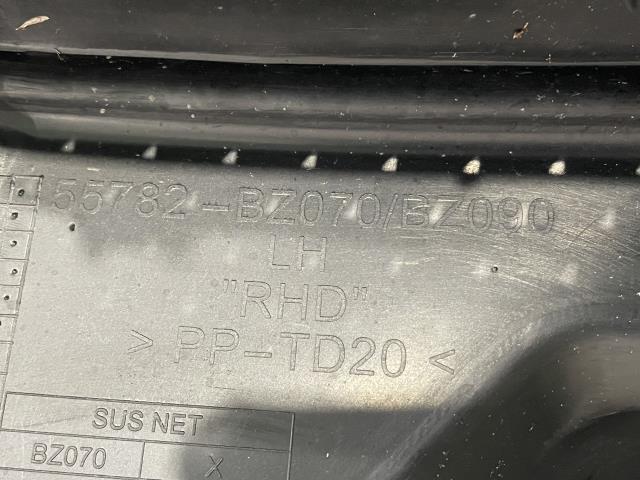 55782-BZ070/BZ090
LH
"RHD"
> PP-TD20 <
SUS NET
BZ070 X